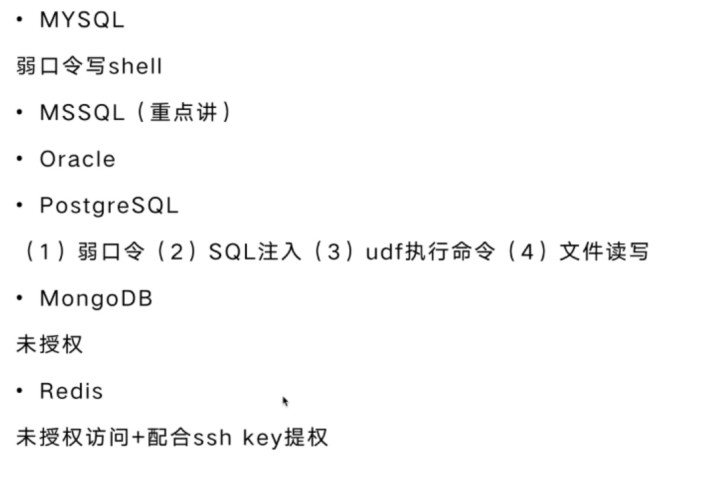 • MYSQL
弱口令写shell
• MSSQL（重点讲）
• Oracle
• PostgreSQL
（1）弱口令（2）SQL注入（3）udf执行命令（4）文件读写
• MongoDB
未授权
• Redis
未授权访问+配合ssh key提权